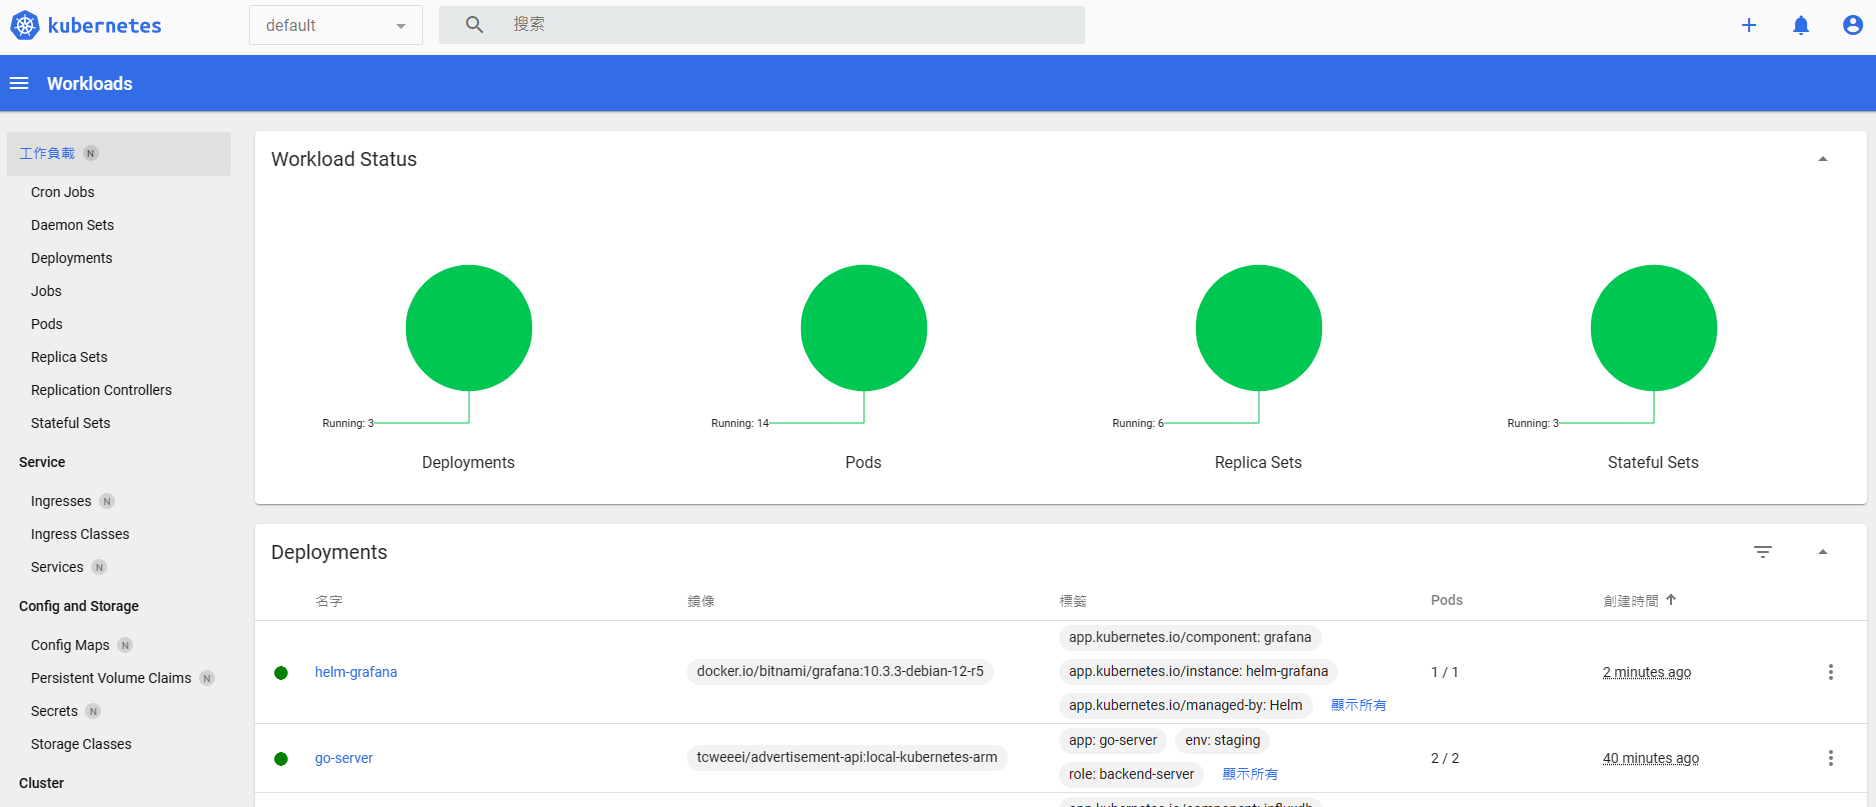 kubernetes
default
搜索
Workloads
工作負載 N
Cron Jobs
Daemon Sets
Deployments
Jobs
Pods
Replica Sets
Replication Controllers
Stateful Sets
Service
Ingresses N
Ingress Classes
Services N
Config and Storage
Config Maps N
Persistent Volume Claims N
Secrets N
Storage Classes
Cluster
Workload Status
Running: 3
Running: 14
Running: 6
Running: 3
Deployments
Pods
Replica Sets
Stateful Sets
Deployments
名字 鏡像 標籤 Pods 創建時間
helm-grafana
docker.io/bitnami/grafana:10.3.3-debian-12-r5
app.kubernetes.io/component: grafana
app.kubernetes.io/instance: helm-grafana
app.kubernetes.io/managed-by: Helm 顯示所有
1 / 1
2 minutes ago
go-server
tcweeei/advertisement-api:local-kubernetes-arm
app: go-server env: staging
role: backend-server 顯示所有
2 / 2
40 minutes ago
app.kubernetes.io/component: influxdb